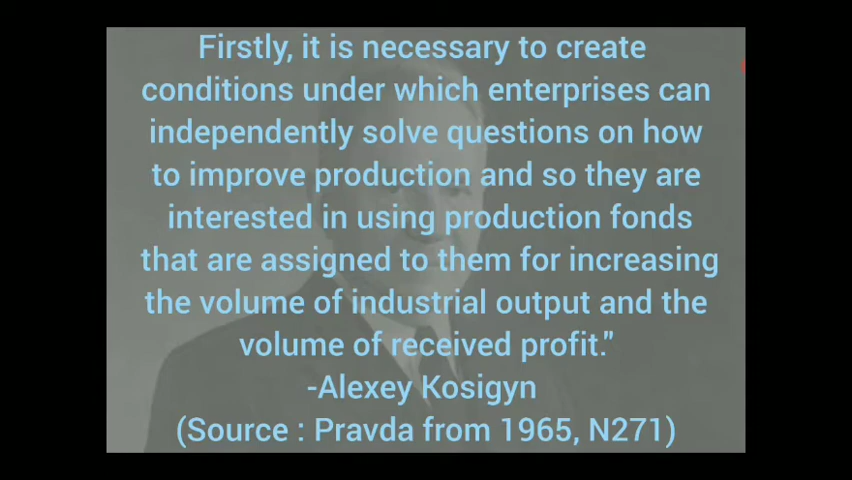 Firstly, it is necessary to create
conditions under which enterprises can
independently solve questions on how
to improve production and so they are
interested in using production fonds
that are assigned to them for increasing
the volume of industrial output and the
volume of received profit."
-Alexey Kosigyn
(Source : Pravda from 1965, N271)